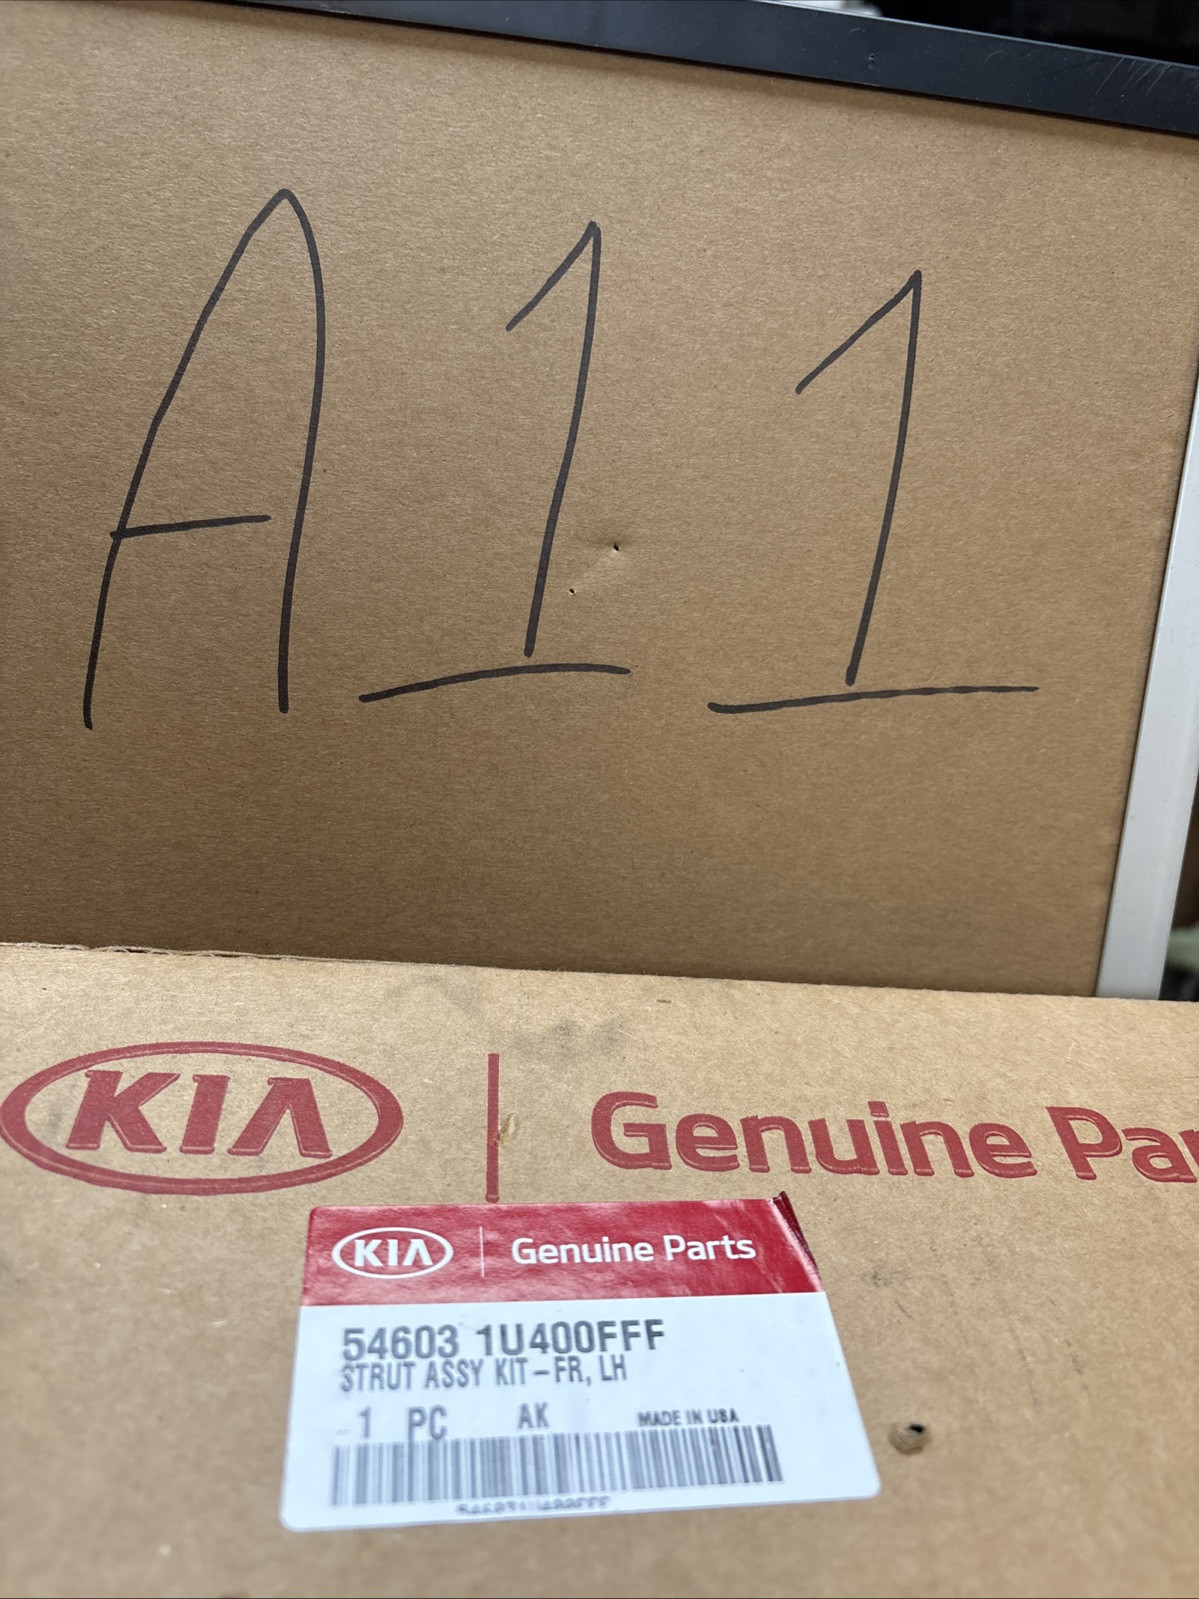 A11
KIA Genuine Par
KIA Genuine Parts
54603 1U400FFF
STRUT ASSY KIT-FR, LH
1 PC AK MADE IN USA